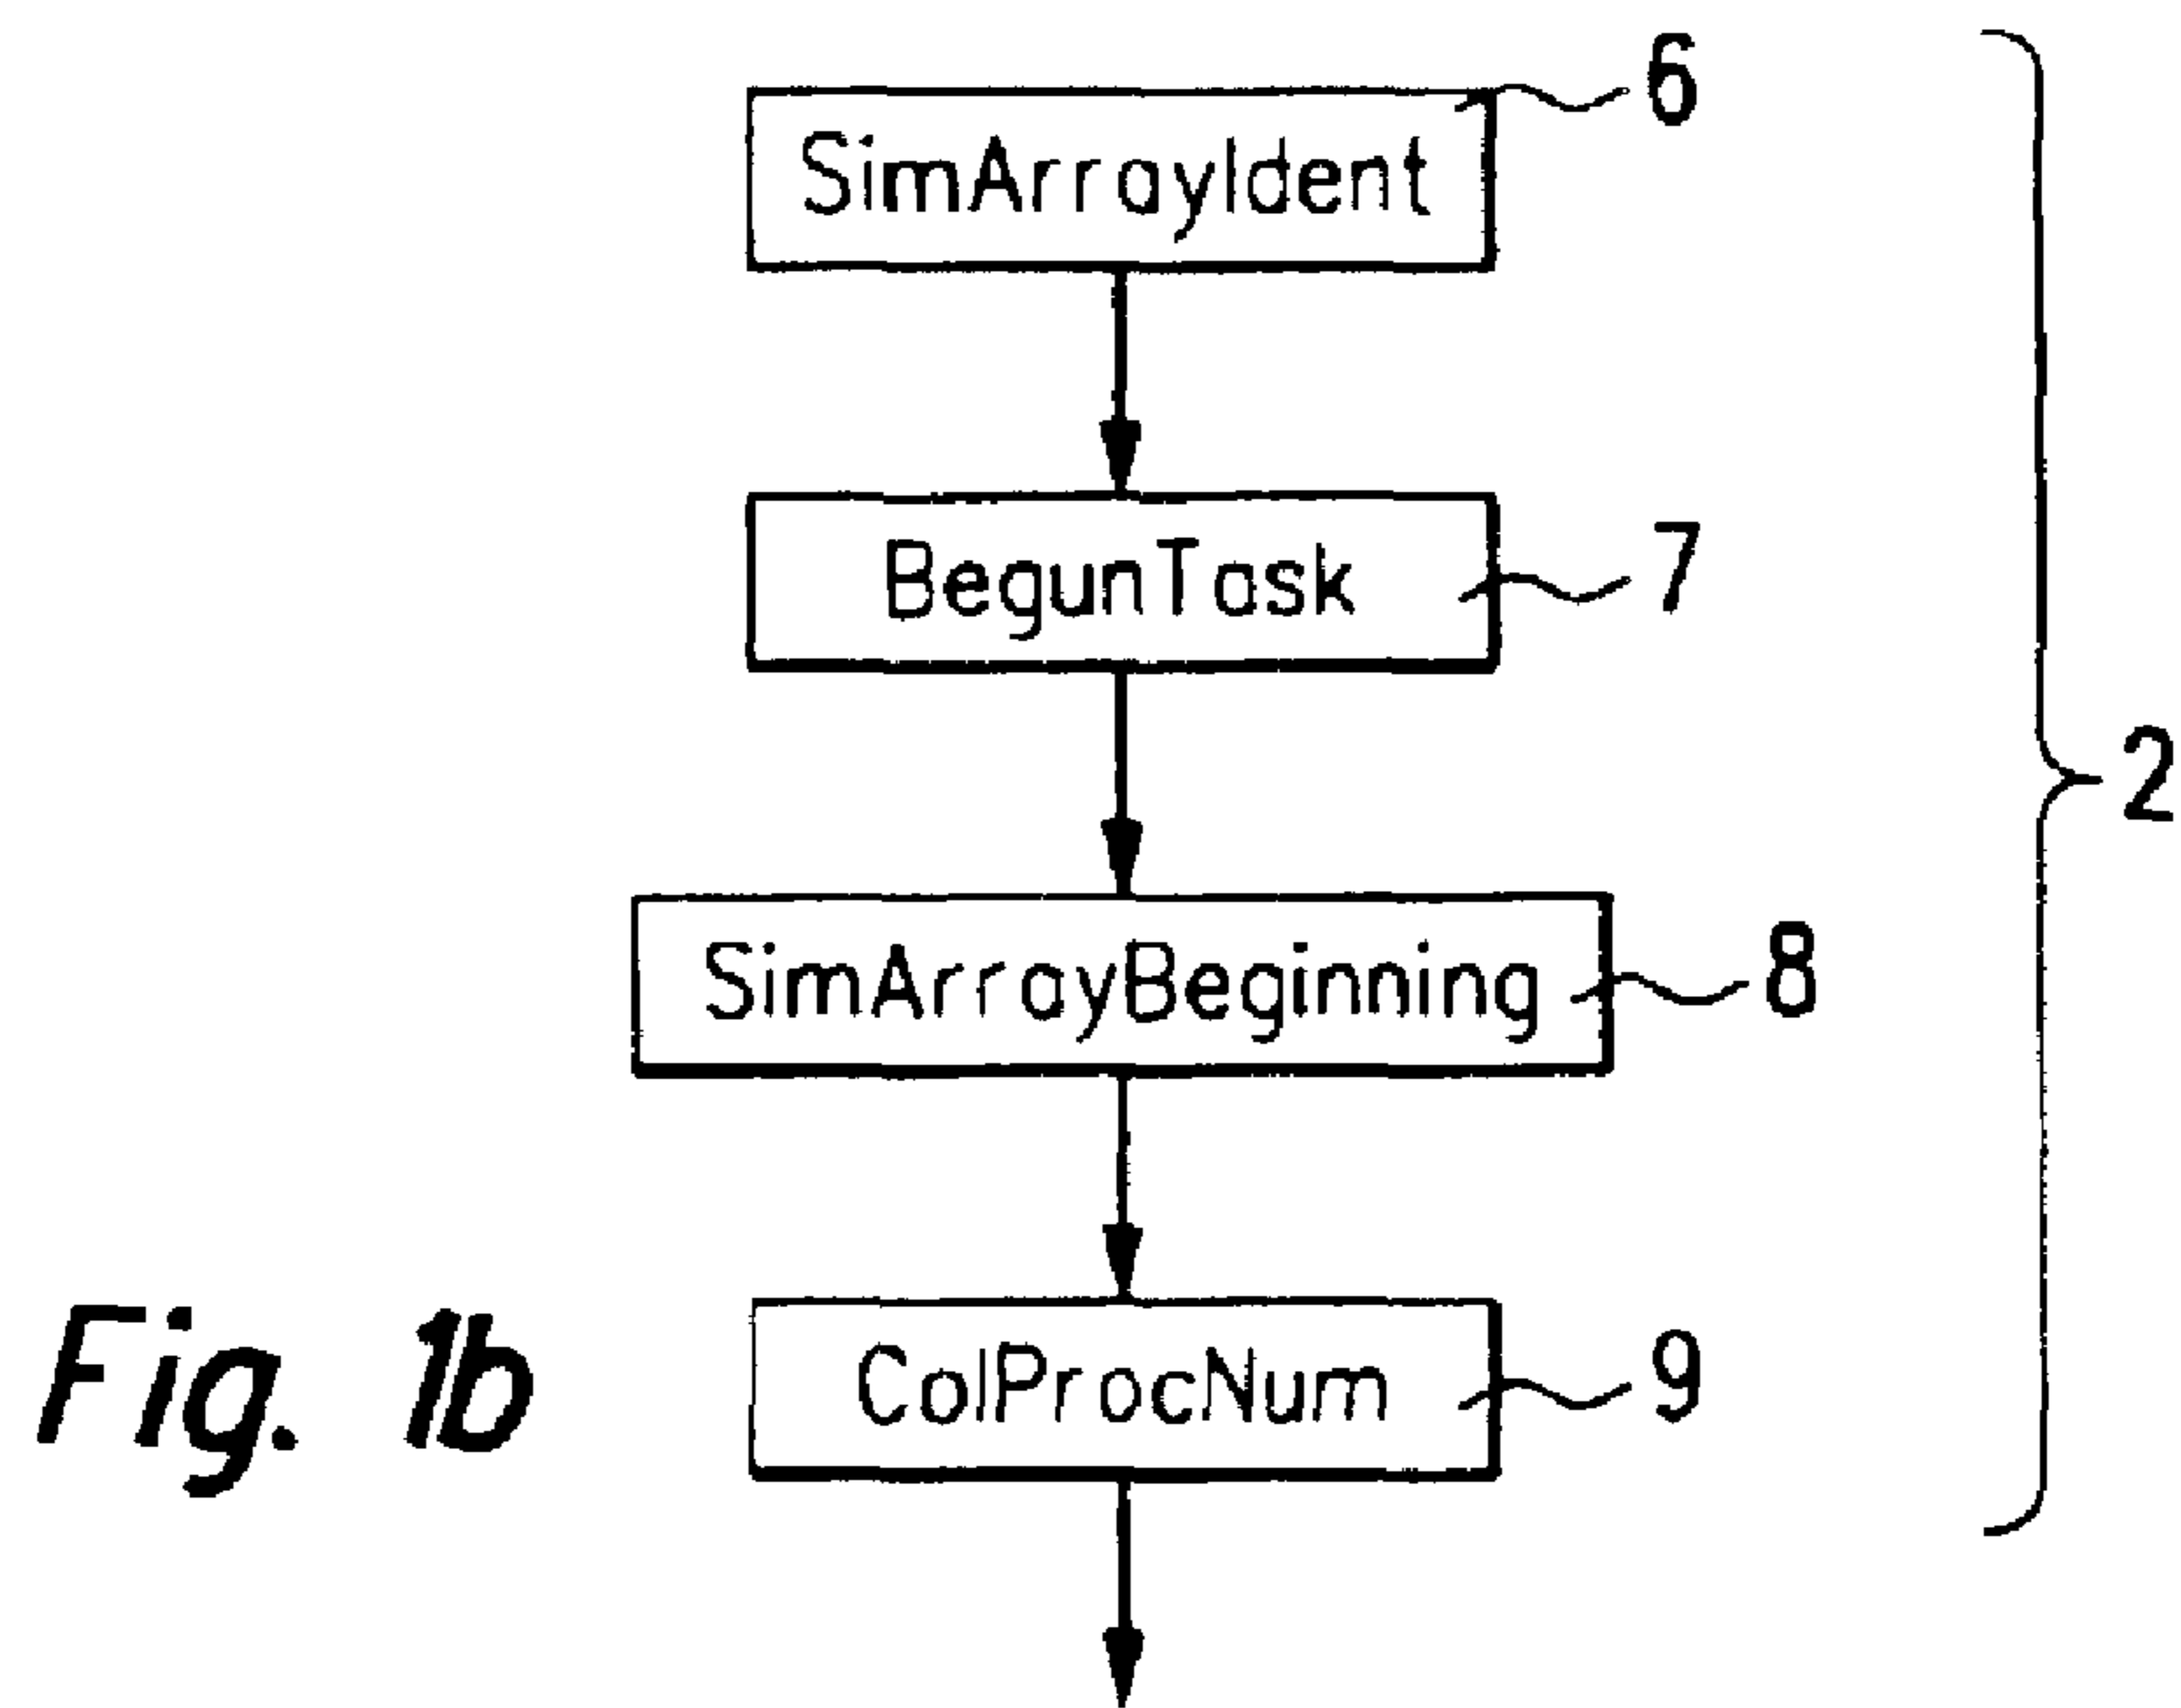 SimArrayIdent 6
BegunTask 7
2
SimArrayBeginning 8
ColProcNum 9
Fig. 1b